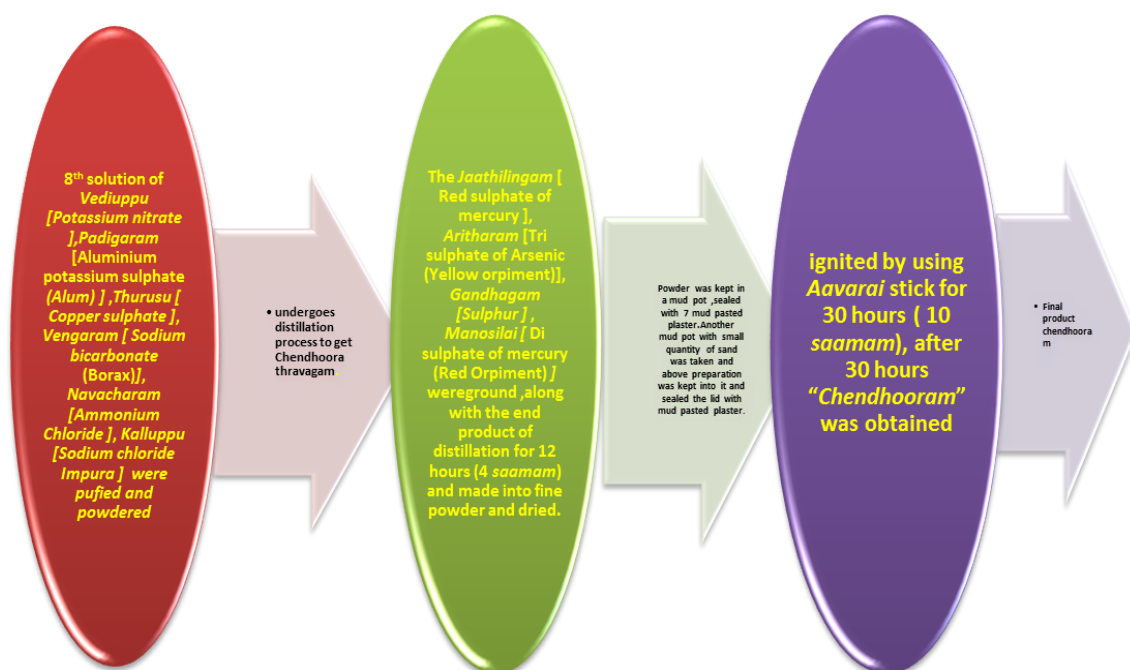 8th solution of
Vediuppu
[Potassium nitrate
],Padigaram
[Aluminium
potassium sulphate
(Alum) ] ,Thurusu [
Copper sulphate ],
Vengaram [ Sodium
bicarbonate
(Borax)],
Navacharam
[Ammonium
Chloride ], Kalluppu
[Sodium chloride
Impura ] were
pufied and
powdered
• undergoes
distillation
process to get
Chendhoora
thravagam.
The Jaathilingam [
Red sulphate of
mercury ],
Aritharam [Tri
sulphate of Arsenic
(Yellow orpiment)],
Gandhagam
[Sulphur ] ,
Manosilai [ Di
sulphate of mercury
(Red Orpiment) ]
wereground ,along
with the end
product of
distillation for 12
hours (4 saamam)
and made into fine
powder and dried.
Powder was kept in
a mud pot ,sealed
with 7 mud pasted
plaster.Another
mud pot with small
quantity of sand
was taken and
above preparation
was kept into it and
sealed the lid with
mud pasted plaster.
ignited by using
Aavarai stick for
30 hours ( 10
saamam), after
30 hours
“Chendhooram”
was obtained
• Final
product
chendhoora
m